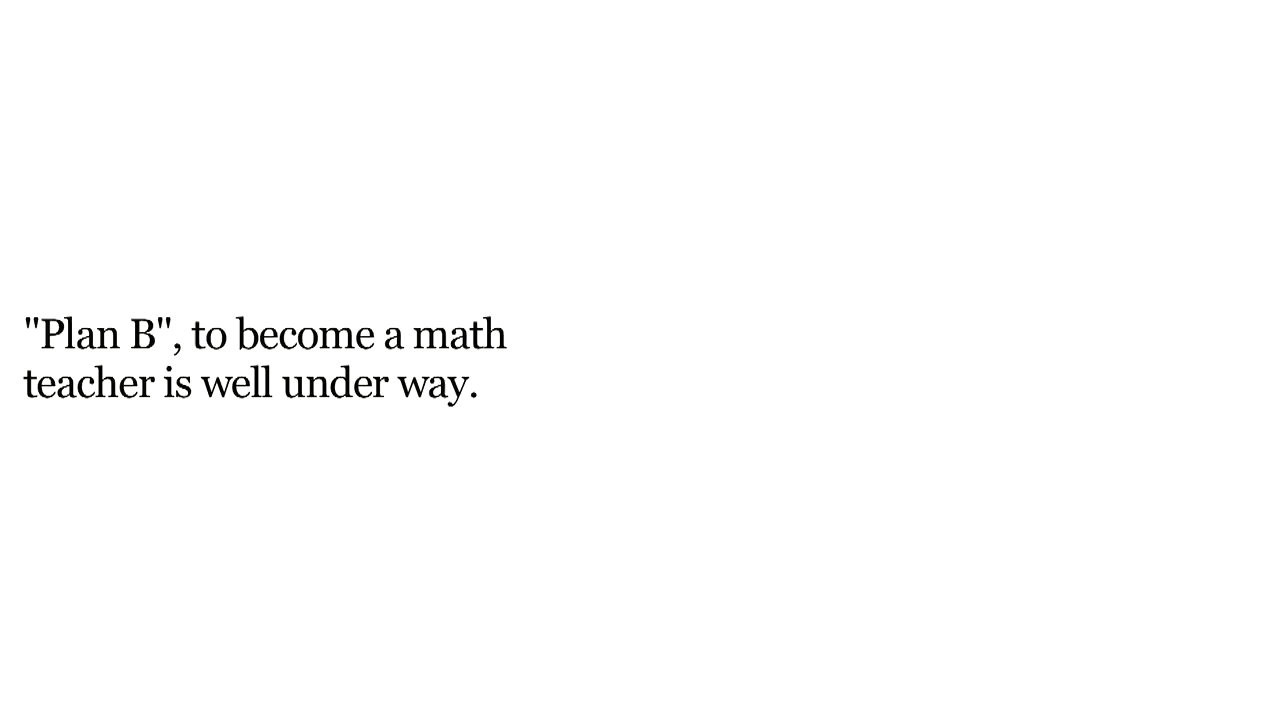 "Plan B", to become a math
teacher is well under way.